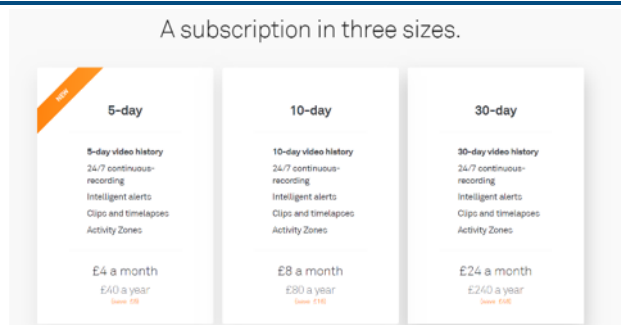 A subscription in three sizes.
NEW
5-day
5-day video history
24/7 continuous-
recording
Intelligent alerts
Clips and timelapses
Activity Zones
£4 a month
£40 a year
10-day
10-day video history
24/7 continuous-
recording
Intelligent alerts
Clips and timelapses
Activity Zones
£8 a month
£80 a year
30-day
30-day video history
24/7 continuous-
recording
Intelligent alerts
Clips and timelapses
Activity Zones
£24 a month
£240 a year